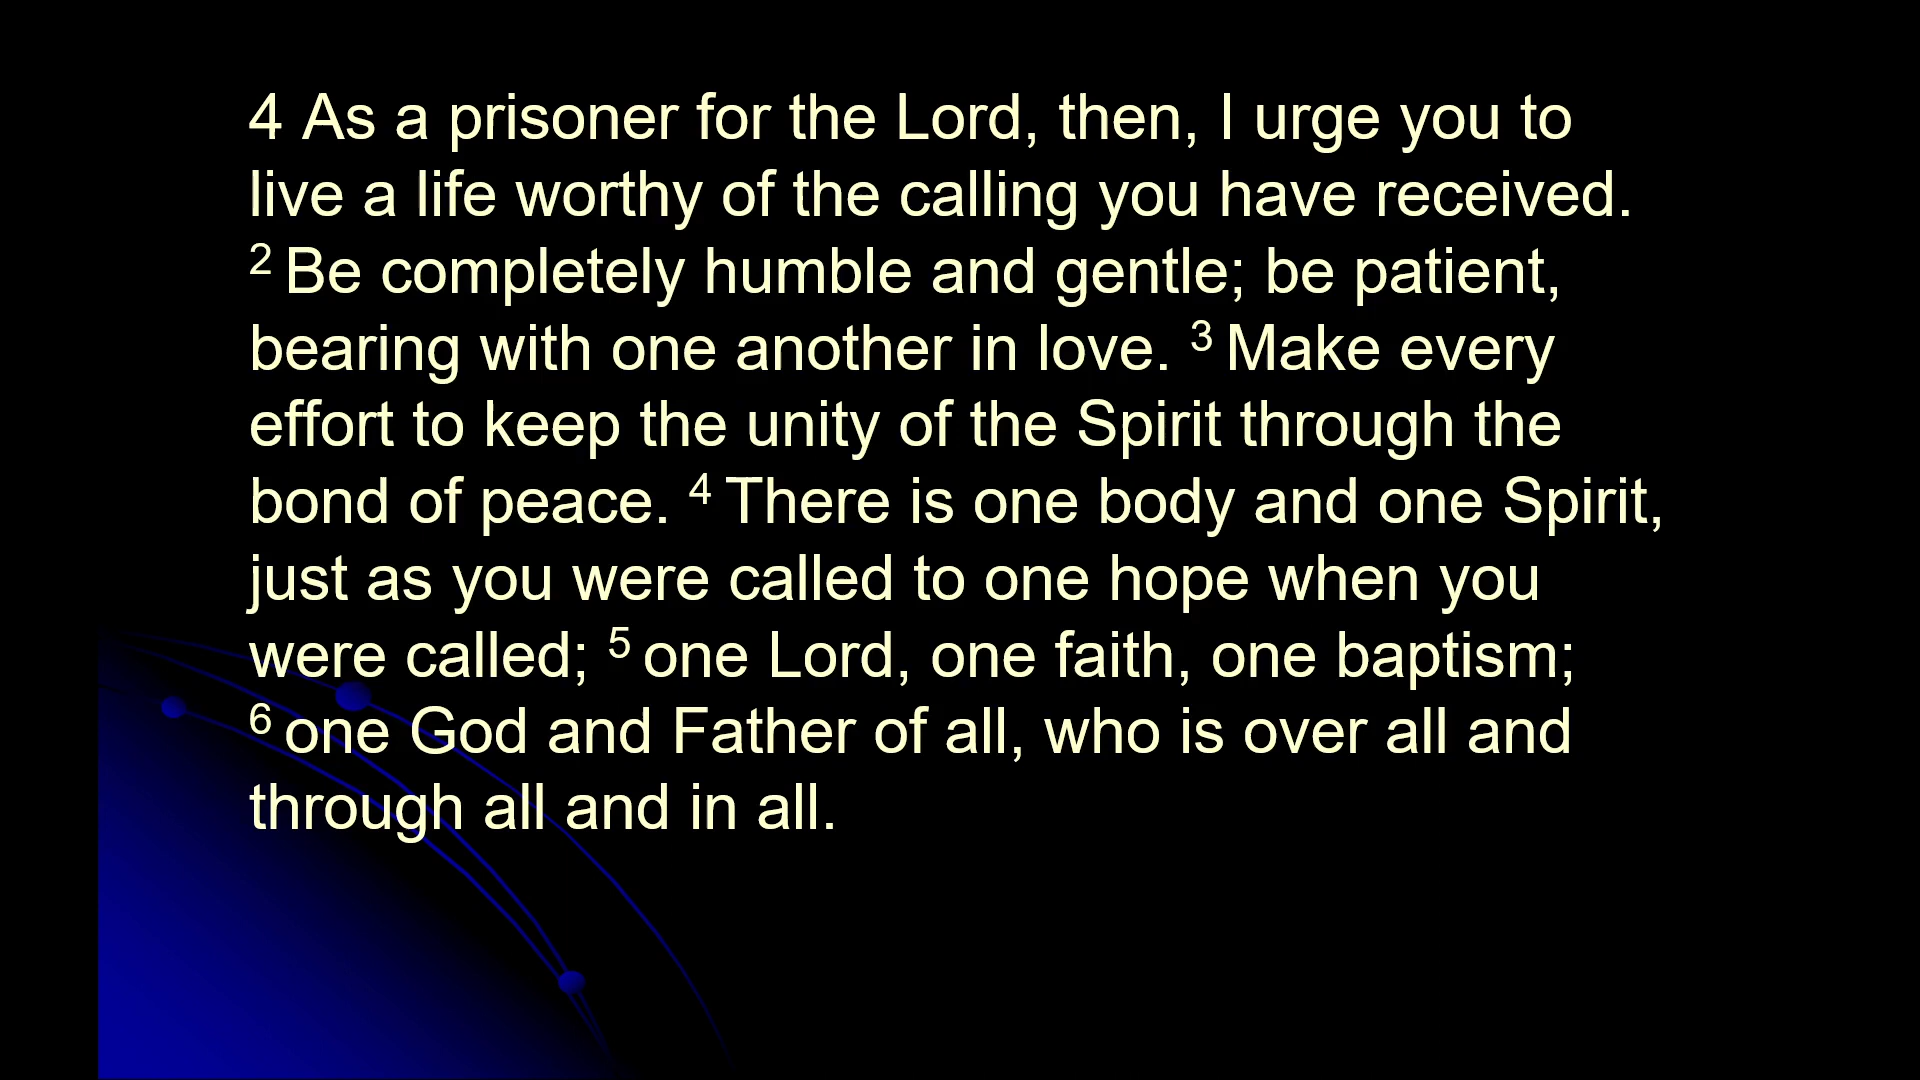 4 As a prisoner for the Lord, then, I urge you to
live a life worthy of the calling you have received.
2 Be completely humble and gentle; be patient,
bearing with one another in love. 3 Make every
effort to keep the unity of the Spirit through the
bond of peace. 4 There is one body and one Spirit,
just as you were called to one hope when you
were called; 5 one Lord, one faith, one baptism;
6 one God and Father of all, who is over all and
through all and in all.